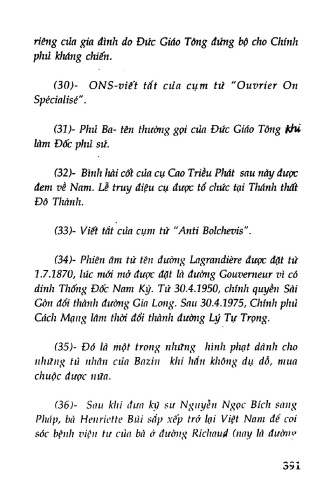 riêng của gia đình do Đức Giáo Tông đứng bộ cho Chính
phủ kháng chiến.
(30)- ONS-viết tắt của cụm từ "Ouvrier On
Spécialisé".
(31)- Phủ Ba- tên thường gọi của Đức Giáo Tông khi
làm Đốc phủ sứ.
(32)- Bình hài cốt của cụ Cao Triều Phát sau này được
đem về Nam. Lễ truy điệu cụ được tổ chức tại Thánh thất
Đô Thành.
(33)- Viết tắt của cụm từ "Anti Bolchevis".
(34)- Phiên âm từ tên đường Lagrandière được đặt từ
1.7.1870, lúc mới mở được đặt là đường Gouverneur vì có
dinh Thống Đốc Nam Kỳ. Từ 30.4.1950, chính quyền Sài
Gòn đổi thành đường Gia Long. Sau 30.4.1975, Chính phủ
Cách Mạng lâm thời đổi thành đường Lý Tự Trọng.
(35)- Đó là một trong những hình phạt dành cho
những tù nhân của Bazin khi hắn không dụ dỗ, mua
chuộc được nữa.
(36)- Sau khi đưa kỹ sư Nguyễn Ngọc Bích sang
Pháp, bà Henriette Bùi sắp xếp trở lại Việt Nam để coi
sóc bệnh viện tư của bà ở đường Richaud (nay là đường
391